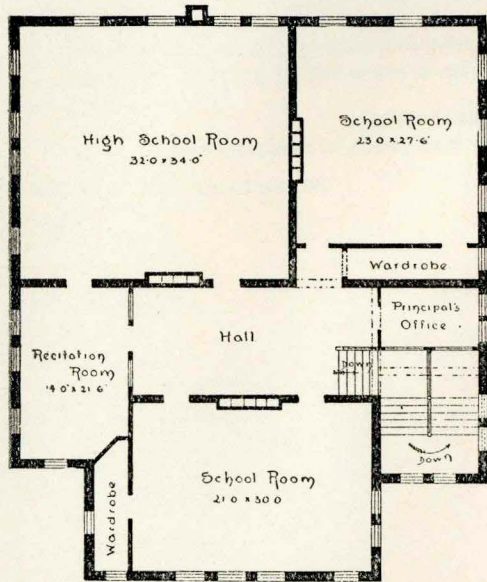 High School Room
32.0 × 34.0"
School Room
23.0 × 27.6"
Wardrobe
Principal's
Office
Hall
Down
Recitation
Room
14.0" × 21.6"
Down
School Room
21.0 × 30.0
Wardrobe